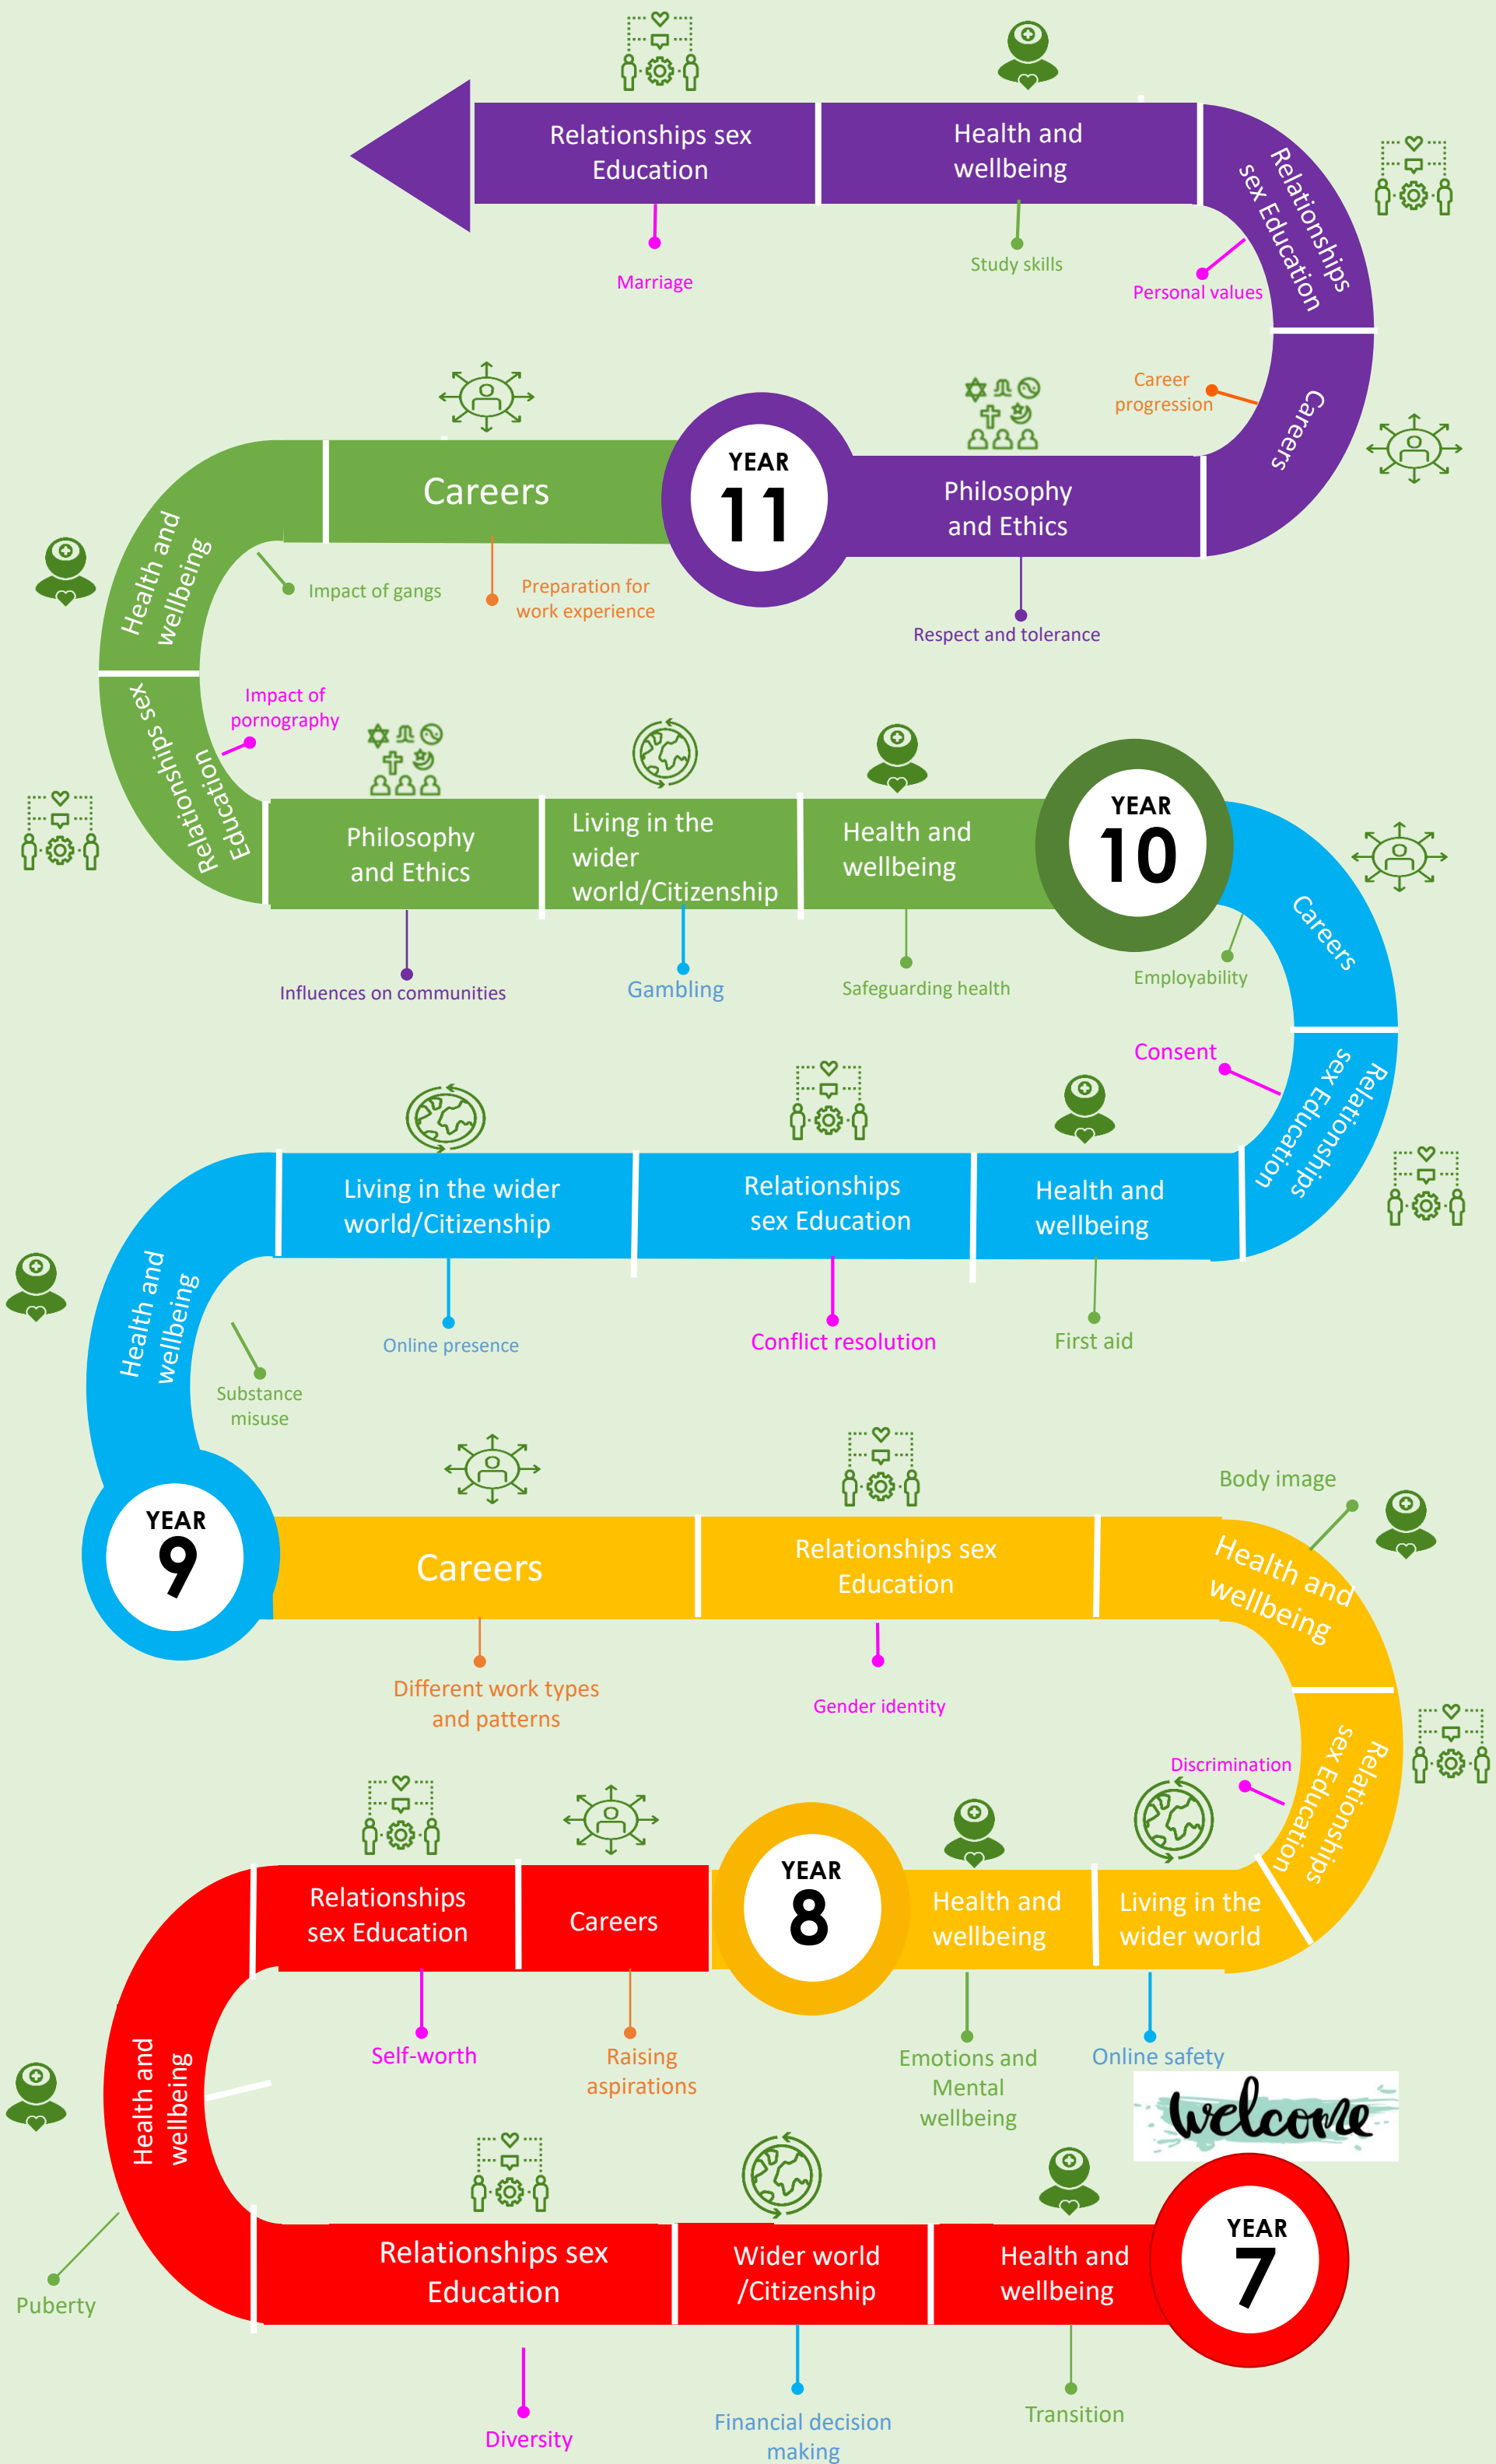 Relationships sex
Education
Health and
wellbeing
Relationships
sex Education
Marriage
Study skills
Personal values
Career
progression
Careers
Careers
YEAR
11
Philosophy
and Ethics
Health and
wellbeing
Impact of gangs
Preparation for
work experience
Respect and tolerance
Impact of
pornography
Relationships sex
Education
Philosophy
and Ethics
Living in the
wider
world/Citizenship
Health and
wellbeing
YEAR
10
Careers
Influences on communities
Gambling
Safeguarding health
Employability
Consent
Relationships
sex Education
Living in the wider
world/Citizenship
Relationships
sex Education
Health and
wellbeing
Health and
wellbeing
Online presence
Conflict resolution
First aid
Substance
misuse
Body image
YEAR
9
Careers
Relationships sex
Education
Health and
wellbeing
Different work types
and patterns
Gender identity
Discrimination
Relationships
sex Education
Relationships
sex Education
Careers
YEAR
8
Health and
wellbeing
Living in the
wider world
Self-worth
Raising
aspirations
Emotions and
Mental
wellbeing
Online safety
Health and
wellbeing
welcome
Relationships sex
Education
Wider world
/Citizenship
Health and
wellbeing
YEAR
7
Puberty
Diversity
Financial decision
making
Transition